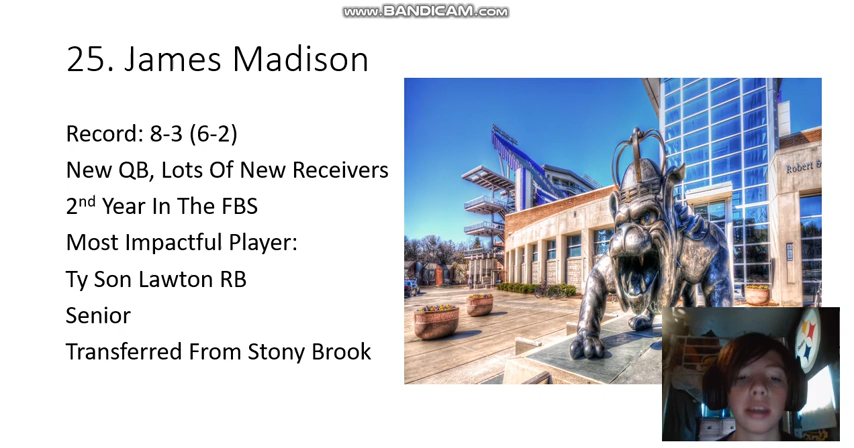 www.BANDICAM.com
25. James Madison
Record: 8-3 (6-2)
New QB, Lots Of New Receivers
2nd Year In The FBS
Most Impactful Player:
Ty Son Lawton RB
Senior
Transferred From Stony Brook
Robert &